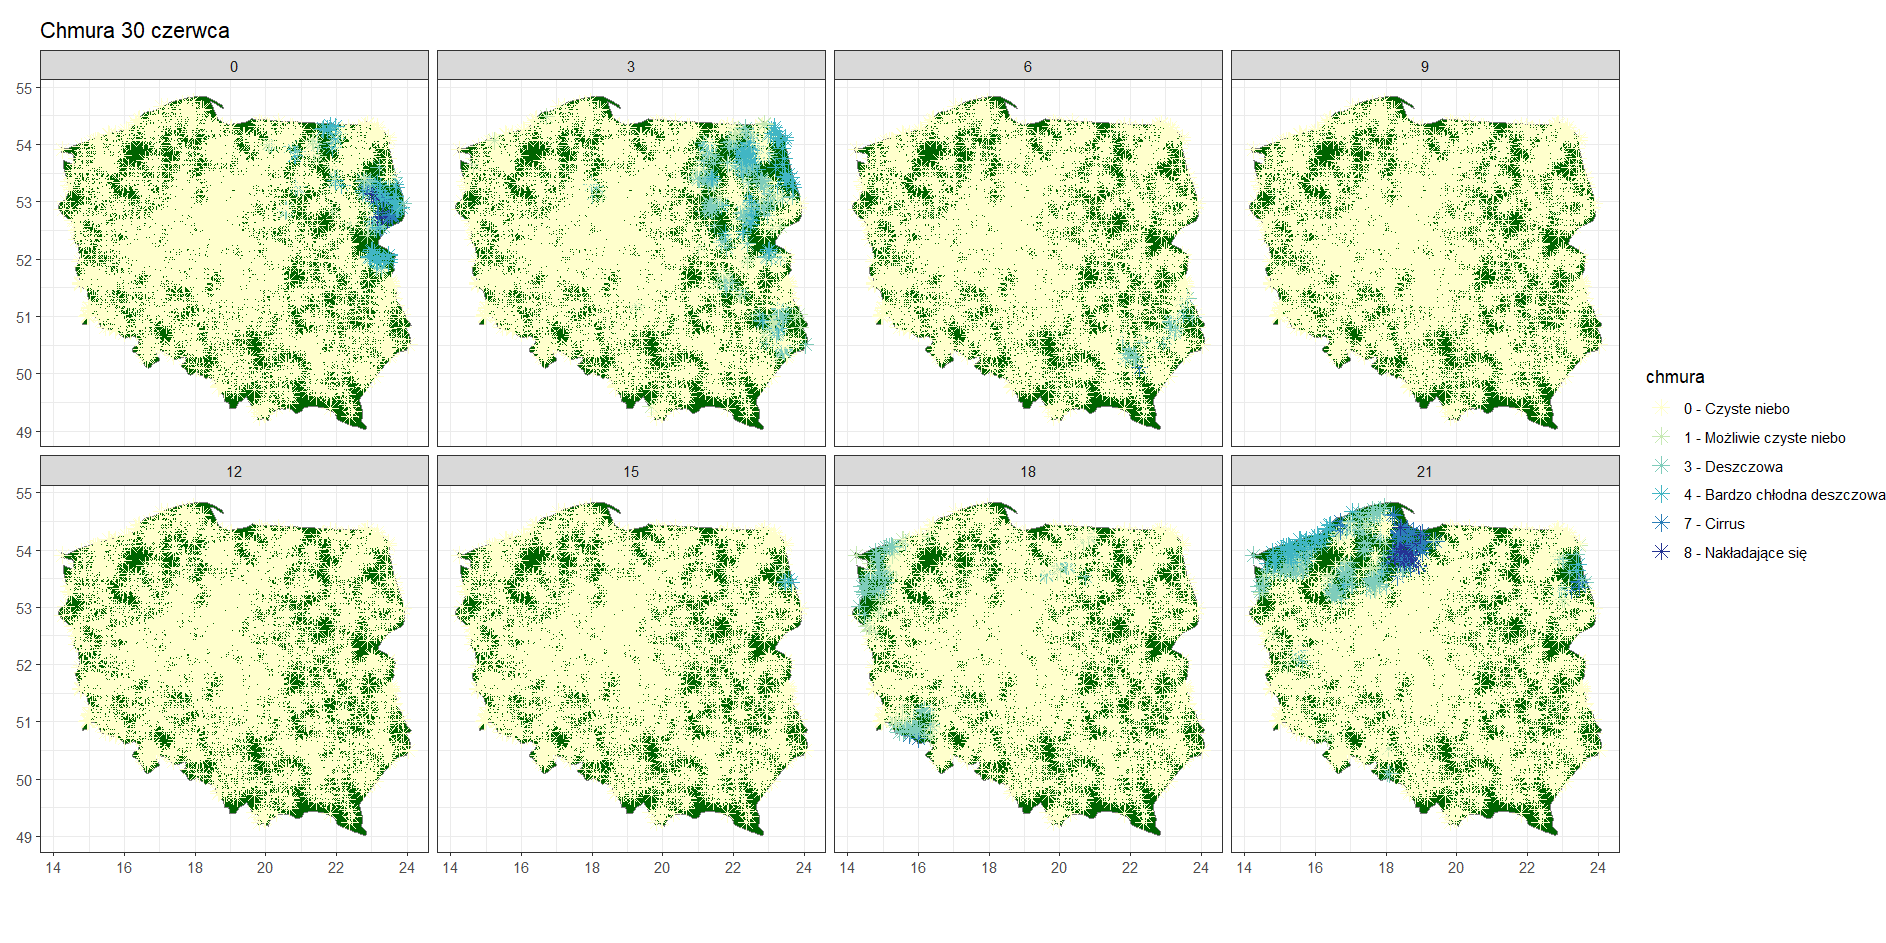 Chmura 30 czerwca
0 3 6 9
55
54
53
52
51
50
49
12 15 18 21
55
54
53
52
51
50
49
14 16 18 20 22 24 14 16 18 20 22 24 14 16 18 20 22 24 14 16 18 20 22 24
chmura
0 - Czyste niebo
1 - Możliwie czyste niebo
3 - Deszczowa
4 - Bardzo chłodna deszczowa
7 - Cirrus
8 - Nakładające się